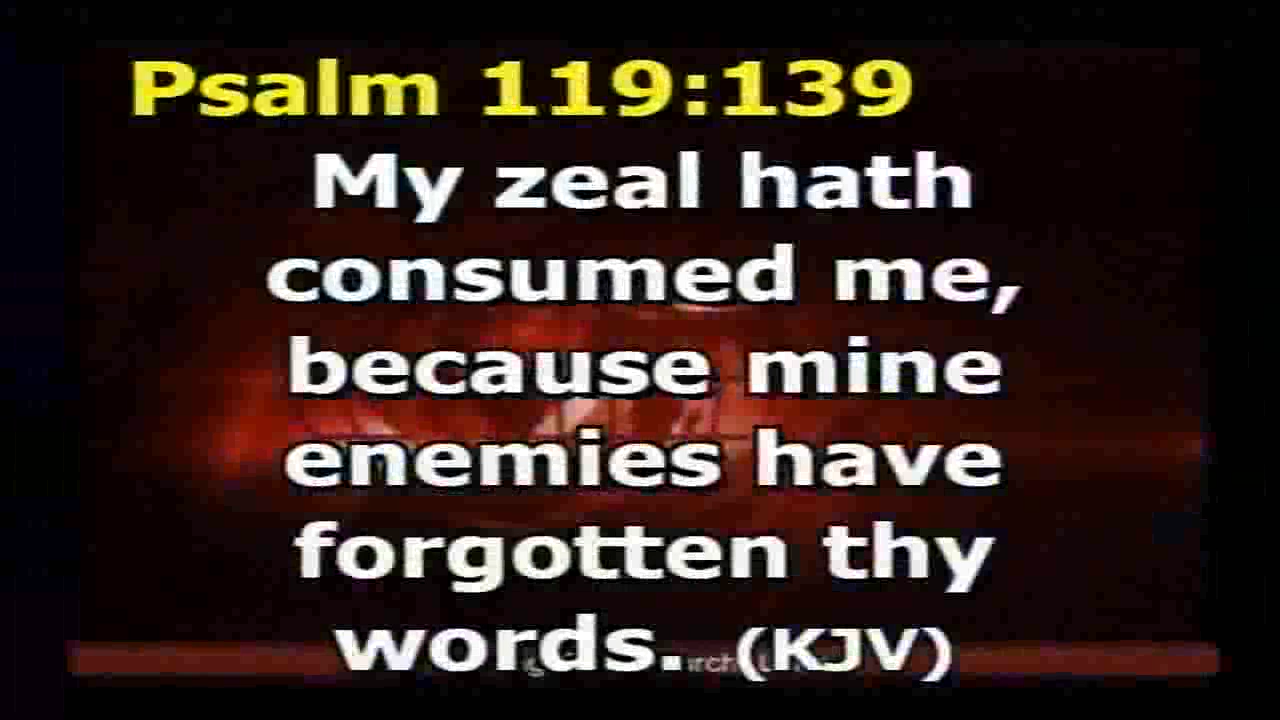 Psalm 119:139
My zeal hath
consumed me,
because mine
enemies have
forgotten thy
words. (KJV)